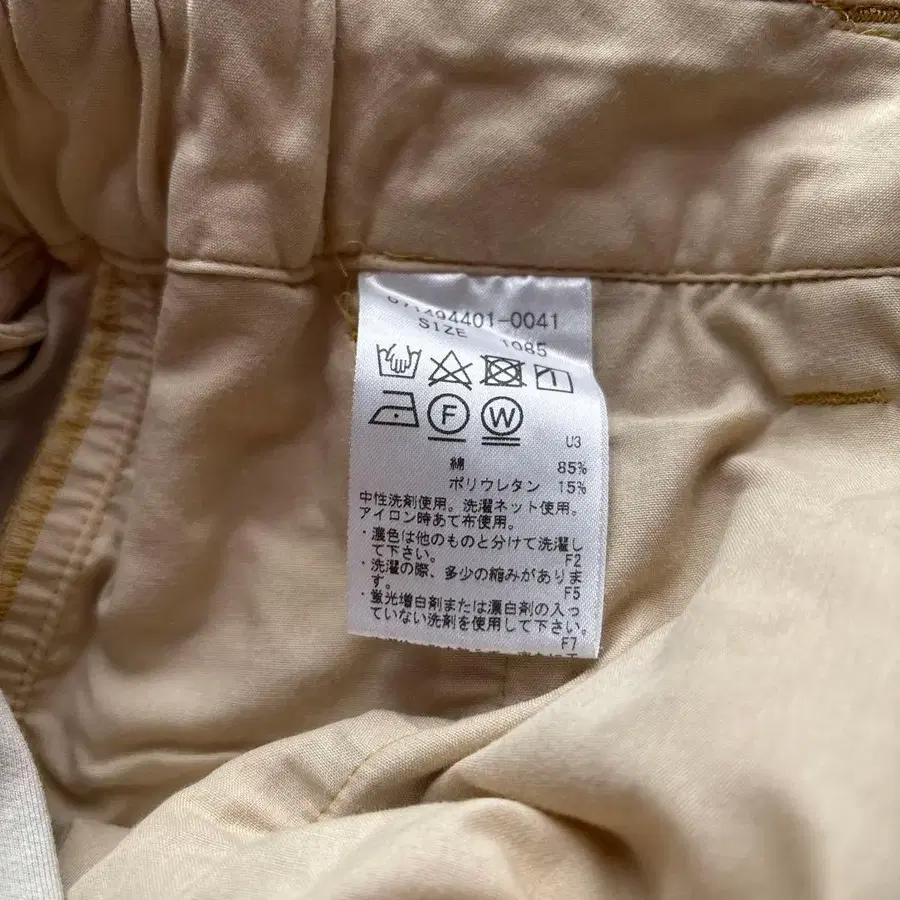 671494401-0041
SIZE 1085
F W
U3
綿 85%
ポリウレタン 15%
中性洗剤使用。洗濯ネット使用。
アイロン時あて布使用。
・濃色は他のものと分けて洗濯し
て下さい。 F2
・洗濯の際、多少の縮みがありま
す。 F5
・蛍光増白剤または漂白剤の入っ
ていない洗剤を使用して下さい。
F7